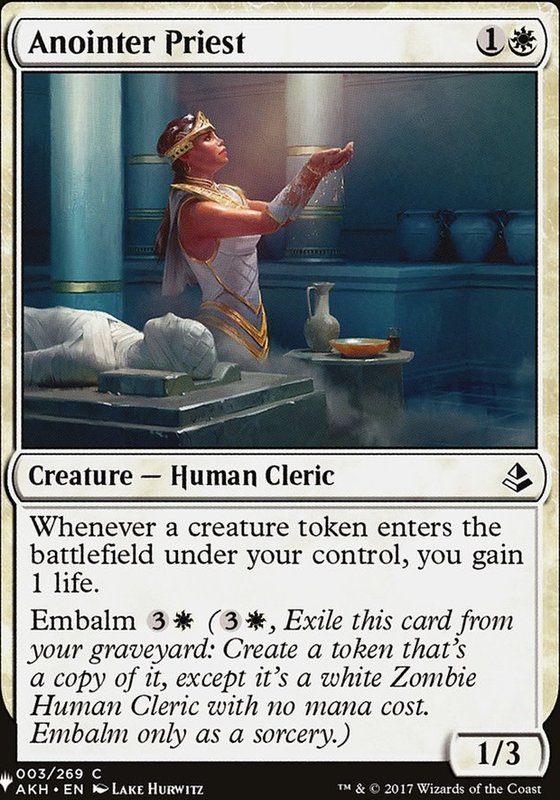 Anointer Priest 1
Creature — Human Cleric
Whenever a creature token enters the
battlefield under your control, you gain
1 life.
Embalm 3 (3, Exile this card from
your graveyard: Create a token that's
a copy of it, except it's a white Zombie
Human Cleric with no mana cost.
Embalm only as a sorcery.)
1/3
003/269 C
AKH • EN Lake Hurwitz
™ & © 2017 Wizards of the Coast